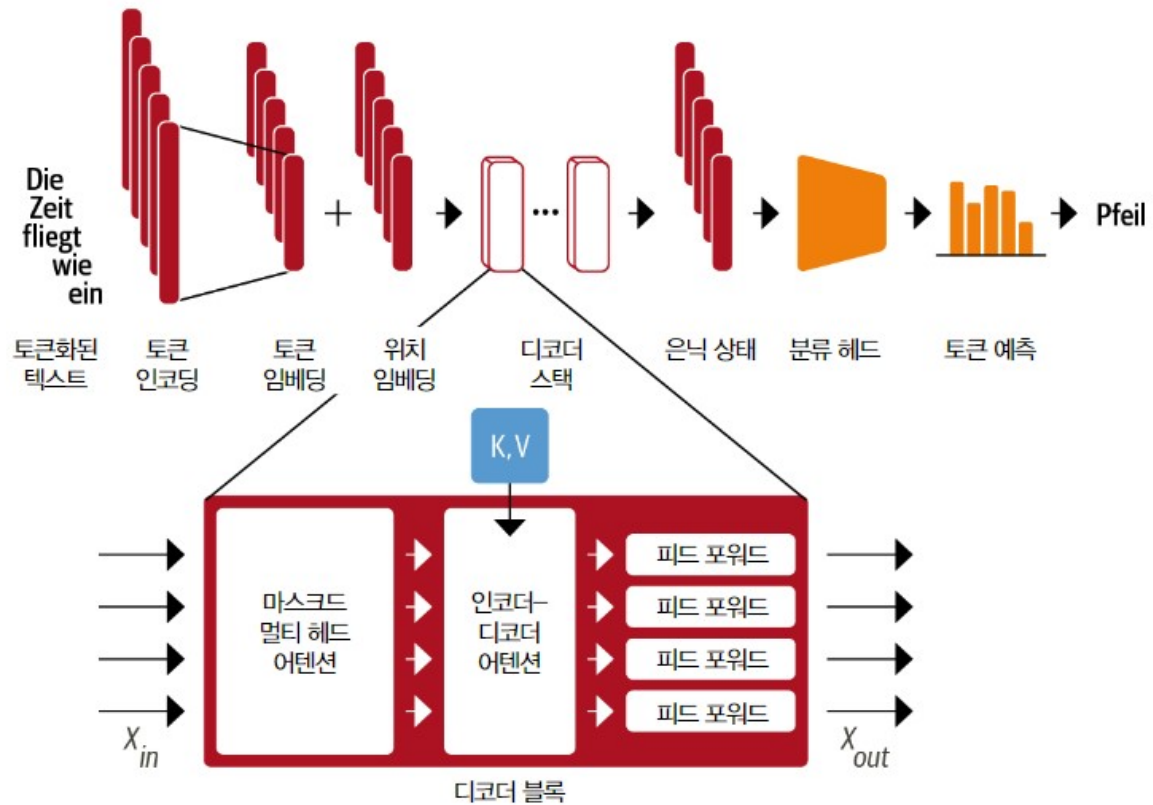 Die
Zeit
fliegt
wie
ein
+
...
Pfeil
토큰화된
텍스트
토큰
인코딩
토큰
임베딩
위치
임베딩
디코더
스택
은닉 상태
분류 헤드
토큰 예측
K, V
마스크드
멀티 헤드
어텐션
인코더–
디코더
어텐션
피드 포워드
피드 포워드
피드 포워드
피드 포워드
Xin
Xout
디코더 블록